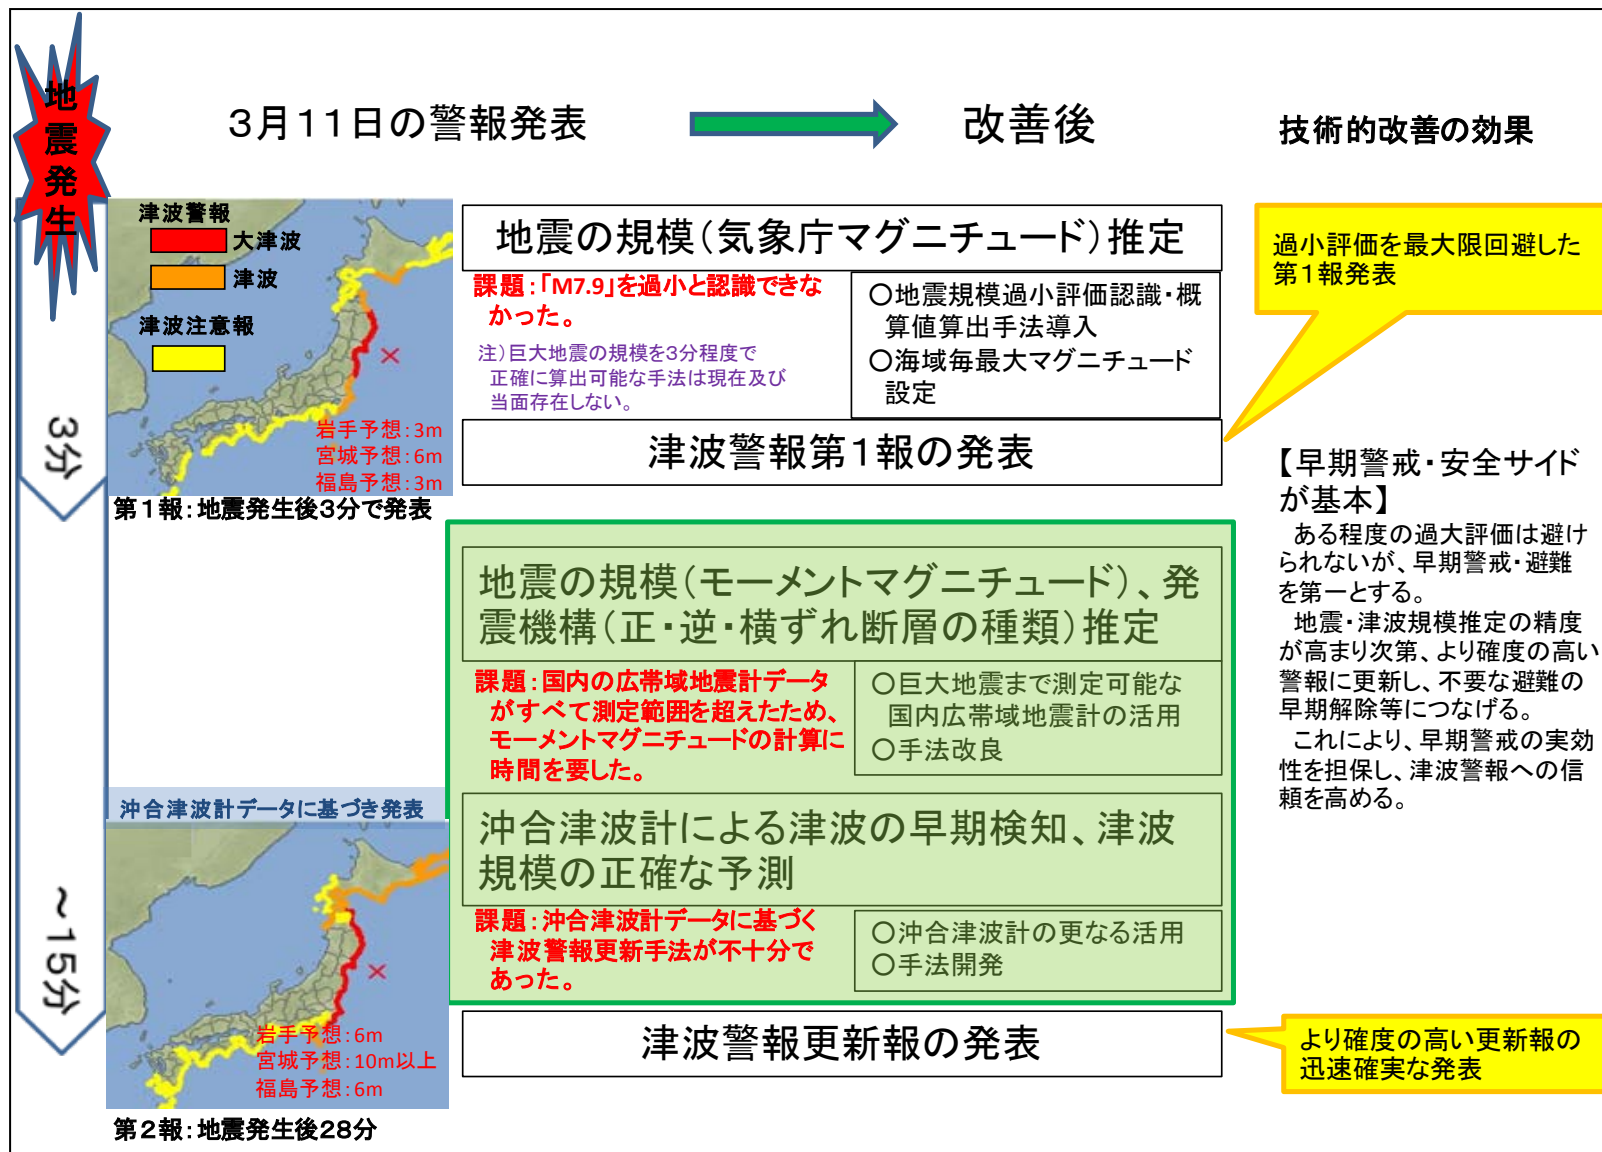 地震発生
3月11日の警報発表
改善後
技術的改善の効果
3分
~15分
津波警報
大津波
津波
津波注意報
岩手予想:3m
宮城予想:6m
福島予想:3m
第1報:地震発生後3分で発表
地震の規模(気象庁マグニチュード)推定
課題:「M7.9」を過小と認識できな
かった。
注)巨大地震の規模を3分程度で
正確に算出可能な手法は現在及び
当面存在しない。
○地震規模過小評価認識・概
算値算出手法導入
○海域毎最大マグニチュード
設定
津波警報第1報の発表
過小評価を最大限回避した
第1報発表
地震の規模(モーメントマグニチュード)、発
震機構(正・逆・横ずれ断層の種類)推定
課題:国内の広帯域地震計データ
がすべて測定範囲を超えたため、
モーメントマグニチュードの計算に
時間を要した。
○巨大地震まで測定可能な
国内広帯域地震計の活用
○手法改良
沖合津波計による津波の早期検知、津波
規模の正確な予測
課題:沖合津波計データに基づく
津波警報更新手法が不十分で
あった。
○沖合津波計の更なる活用
○手法開発
津波警報更新報の発表
沖合津波計データに基づき発表
岩手予想:6m
宮城予想:10m以上
福島予想:6m
第2報:地震発生後28分
【早期警戒・安全サイド
が基本】
ある程度の過大評価は避け
られないが、早期警戒・避難
を第一とする。
地震・津波規模推定の精度
が高まり次第、より確度の高い
警報に更新し、不要な避難の
早期解除等につなげる。
これにより、早期警戒の実効
性を担保し、津波警報への信
頼を高める。
より確度の高い更新報の
迅速確実な発表